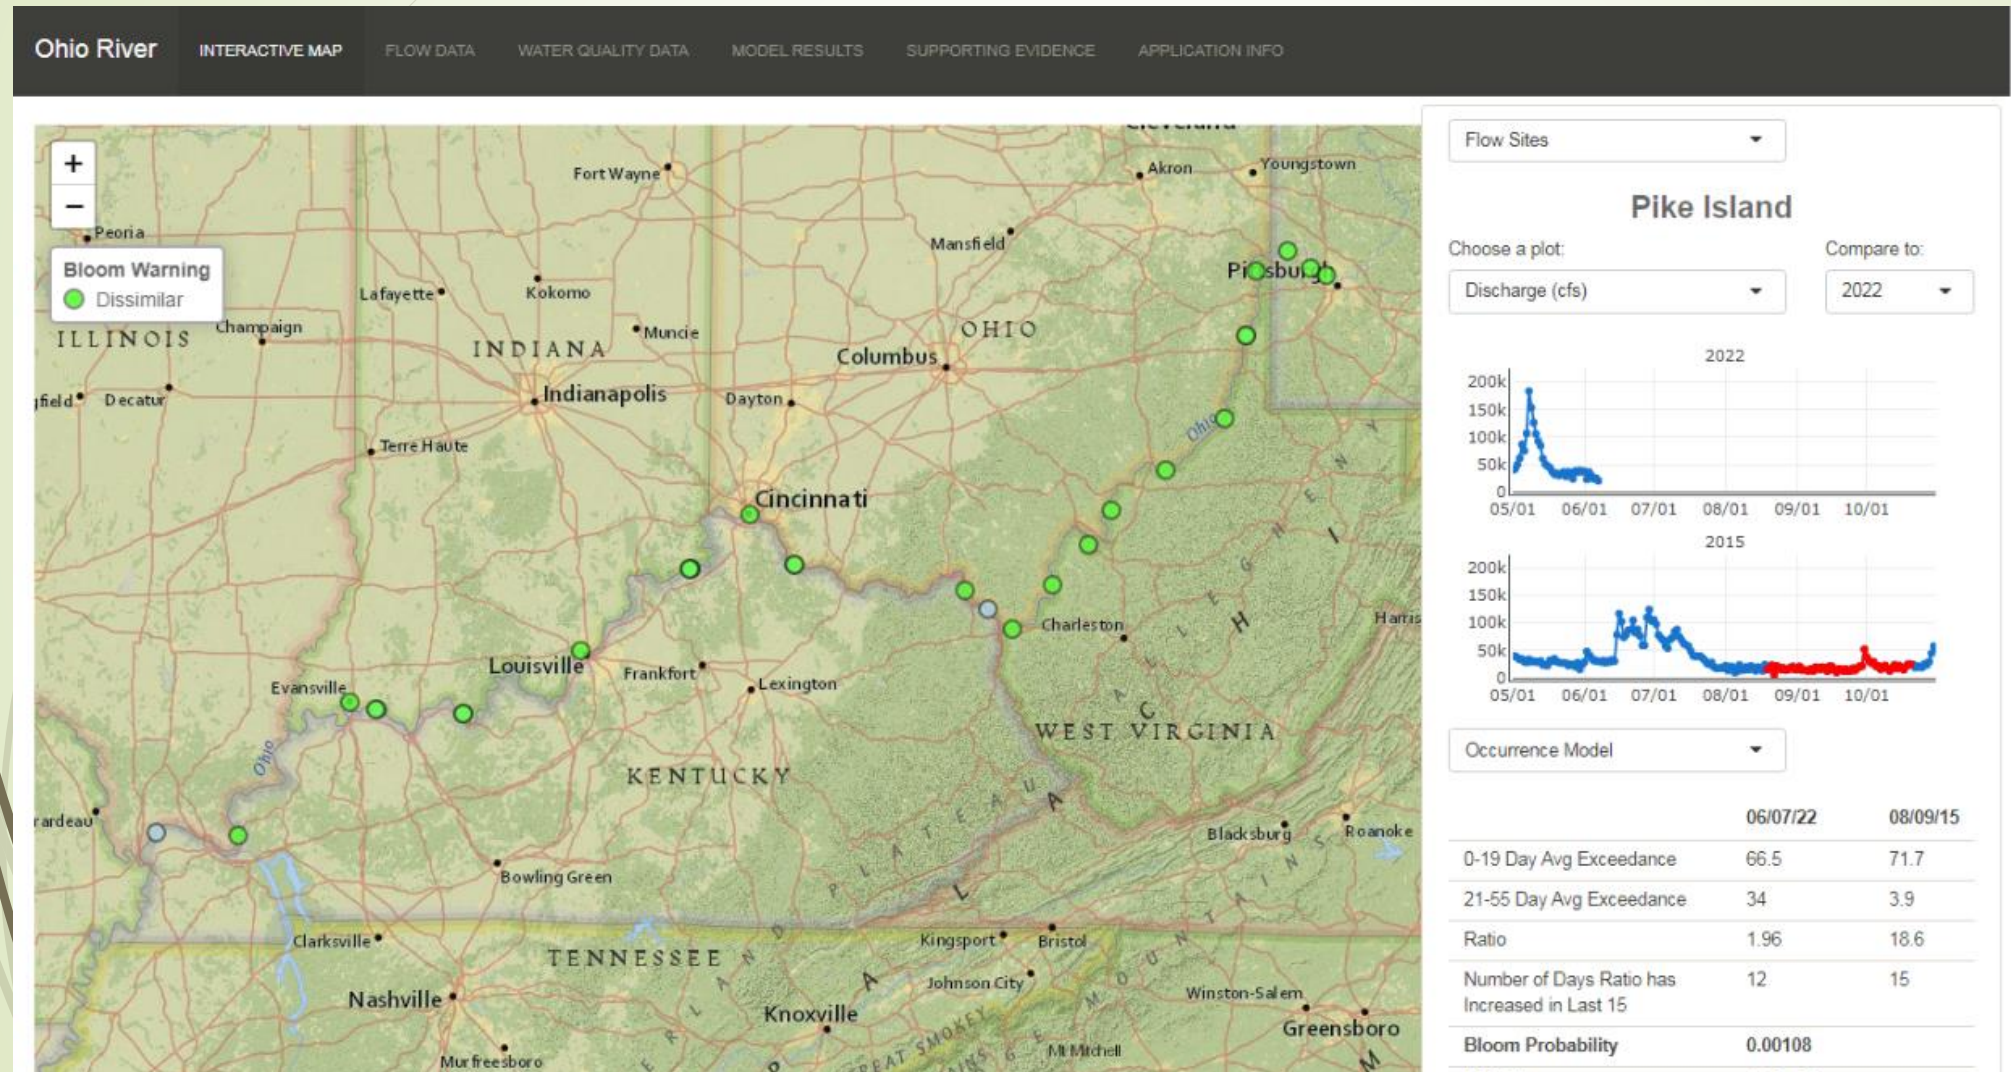 Ohio River INTERACTIVE MAP FLOW DATA WATER QUALITY DATA MODEL RESULTS SUPPORTING EVIDENCE APPLICATION INFO
+
−
Bloom Warning
Dissimilar
Fort Wayne
Akron
Youngstown
Peoria
Mansfield
Lafayette
Kokomo
Champaign
Muncie
ILLINOIS
INDIANA
OHIO
Columbus
Indianapolis
Decatur
Dayton
Terre Haute
Ohio
Cincinnati
Charleston
Louisville
Frankfort
Lexington
Evansville
WEST VIRGINIA
Ohio
KENTUCKY
PLATEAU
ALLEGHENY
Blacksburg
Roanoke
Bowling Green
Clarksville
TENNESSEE
Kingsport
Bristol
Johnson City
Nashville
Knoxville
Winston-Salem
Greensboro
MOUNTAINS
GREAT SMOKEY
Mt Mitchell
Murfreesboro
Flow Sites
Pike Island
Choose a plot: Compare to:
Discharge (cfs) 2022
2022
200k
150k
100k
50k
0
05/01 06/01 07/01 08/01 09/01 10/01
2015
200k
150k
100k
50k
0
05/01 06/01 07/01 08/01 09/01 10/01
Occurrence Model
06/07/22 08/09/15
0-19 Day Avg Exceedance 66.5 71.7
21-55 Day Avg Exceedance 34 3.9
Ratio 1.96 18.6
Number of Days Ratio has 12 15
Increased in Last 15
Bloom Probability 0.00108